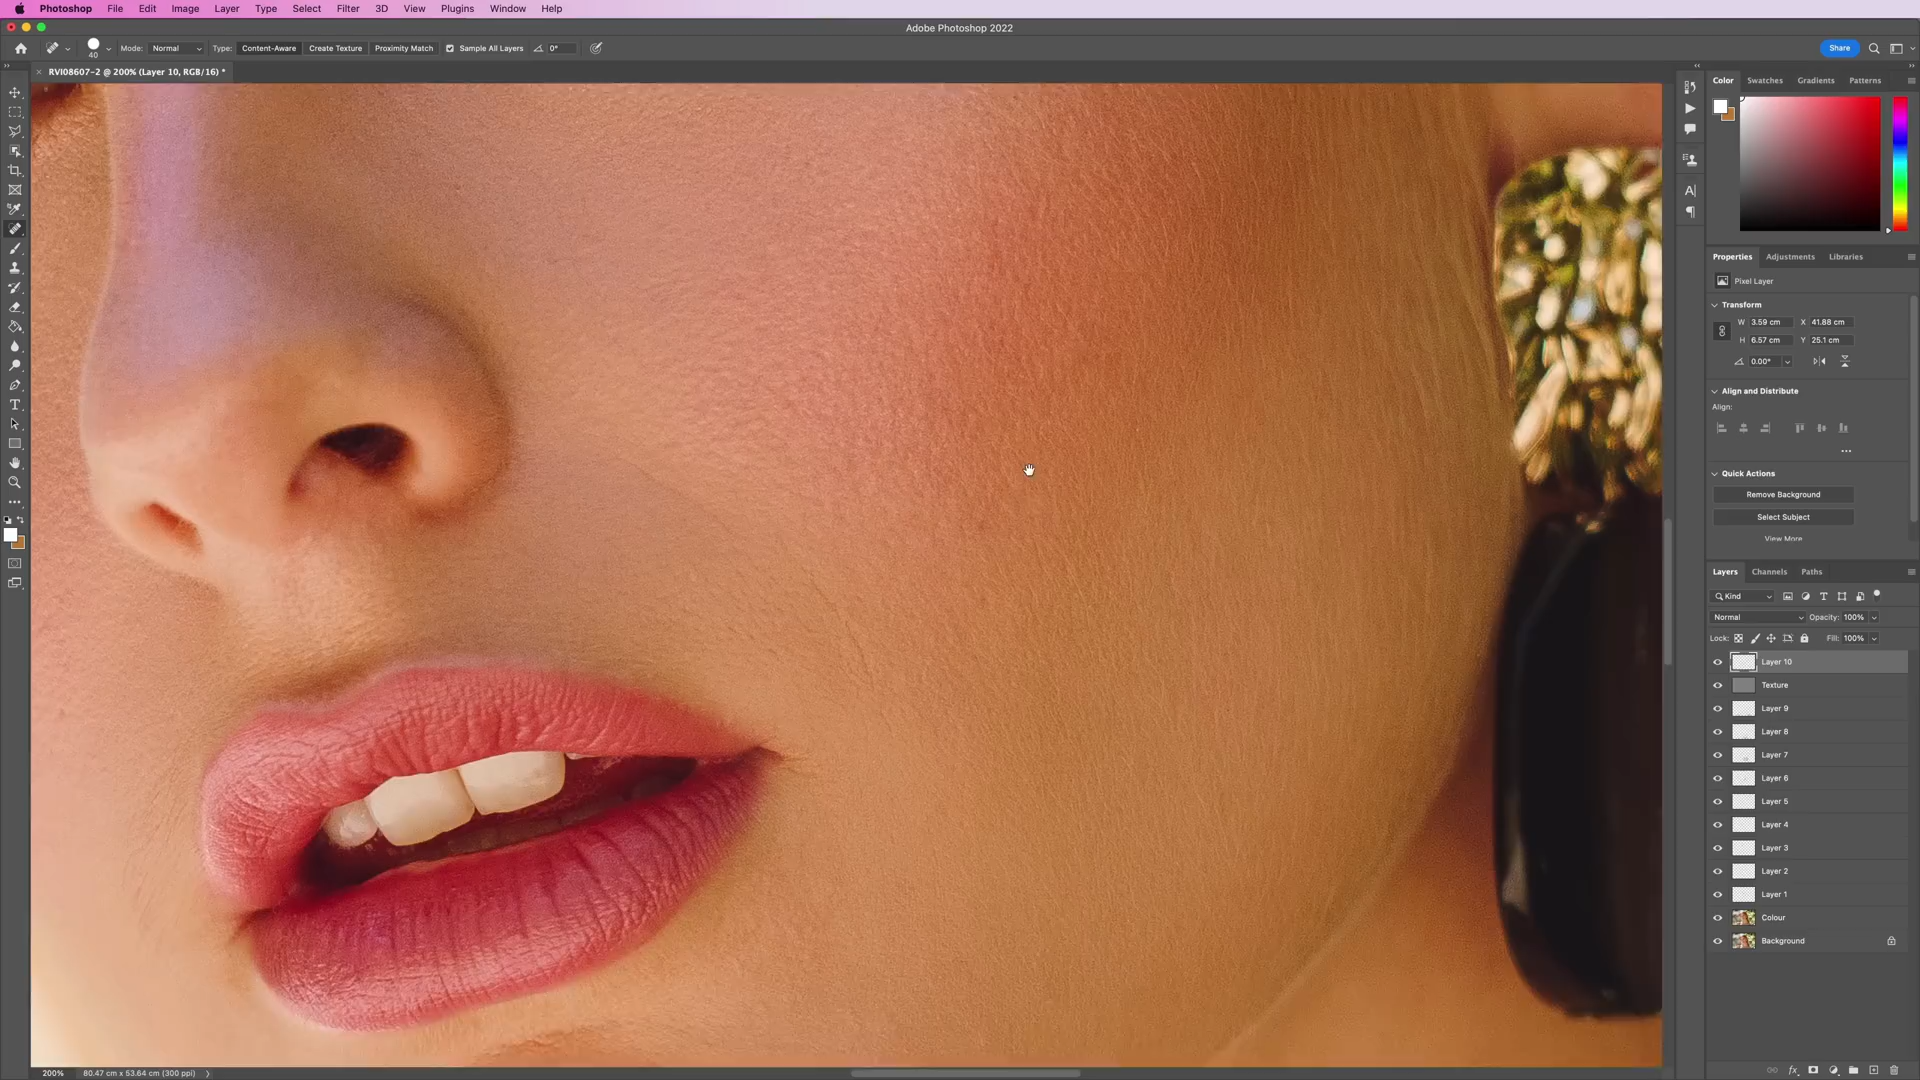 Photoshop File Edit Image Layer Type Select Filter 3D View Plugins Window Help
Adobe Photoshop 2022
40 Mode: Normal Type: Content-Aware Create Texture Proximity Match Sample All Layers 0° Share
RVI08607-2 @ 200% (Layer 10, RGB/16) *
Color Swatches Gradients Patterns
Properties Adjustments Libraries
Pixel Layer
Transform
W 3.59 cm X 41.88 cm
H 6.57 cm Y 25.1 cm
0.00°
Align and Distribute
Align:
Quick Actions
Remove Background
Select Subject
View More
Layers Channels Paths
Kind
Normal Opacity: 100%
Lock: Fill: 100%
Layer 10
Texture
Layer 9
Layer 8
Layer 7
Layer 6
Layer 5
Layer 4
Layer 3
Layer 2
Layer 1
Colour
Background
fx
200% 80.47 cm x 53.64 cm (300 ppi)